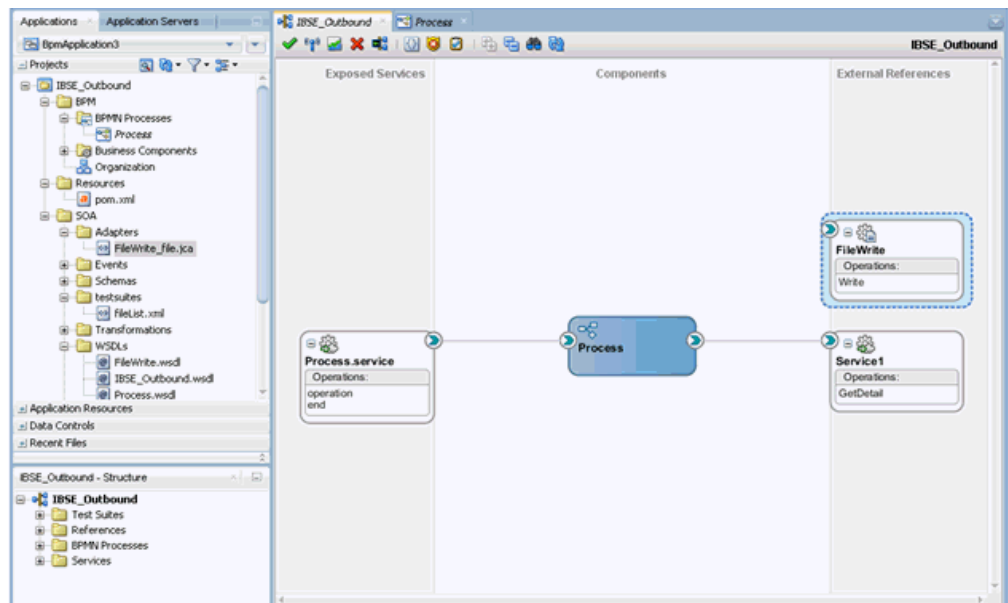 Applications
Application Servers
BpmApplication3
Projects
IBSE_Outbound
BPM
BPMN Processes
Process
Business Components
Organization
Resources
pom.xml
SOA
Adapters
FileWrite_file.jca
Events
Schemas
testsuites
fileList.xml
Transformations
WSDLs
FileWrite.wsdl
IBSE_Outbound.wsdl
Process.wsdl
Application Resources
Data Controls
Recent Files
IBSE_Outbound - Structure
IBSE_Outbound
Test Suites
References
BPMN Processes
Services
IBSE_Outbound
Process
IBSE_Outbound
Exposed Services
Components
External References
FileWrite
Operations:
Write
Process.service
Operations:
operation
end
Process
Service1
Operations:
GetDetail